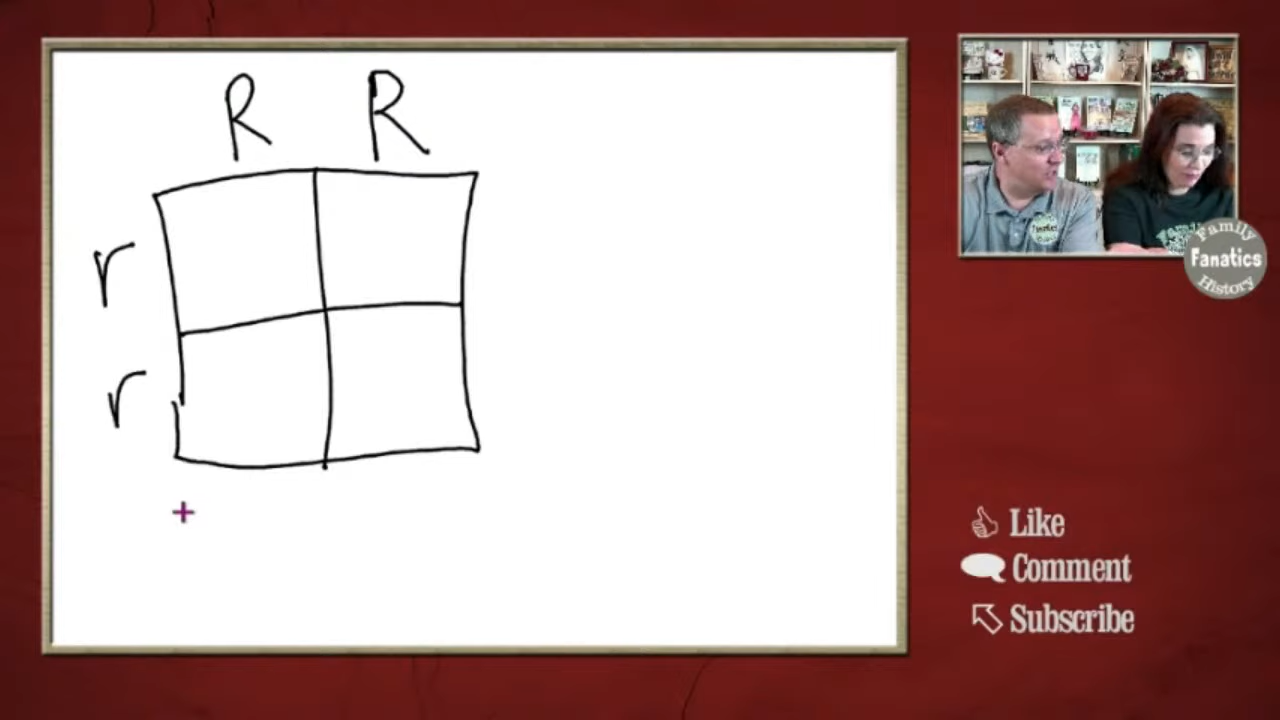 R R
r
r
Family
Fanatics
History
Like
Comment
Subscribe